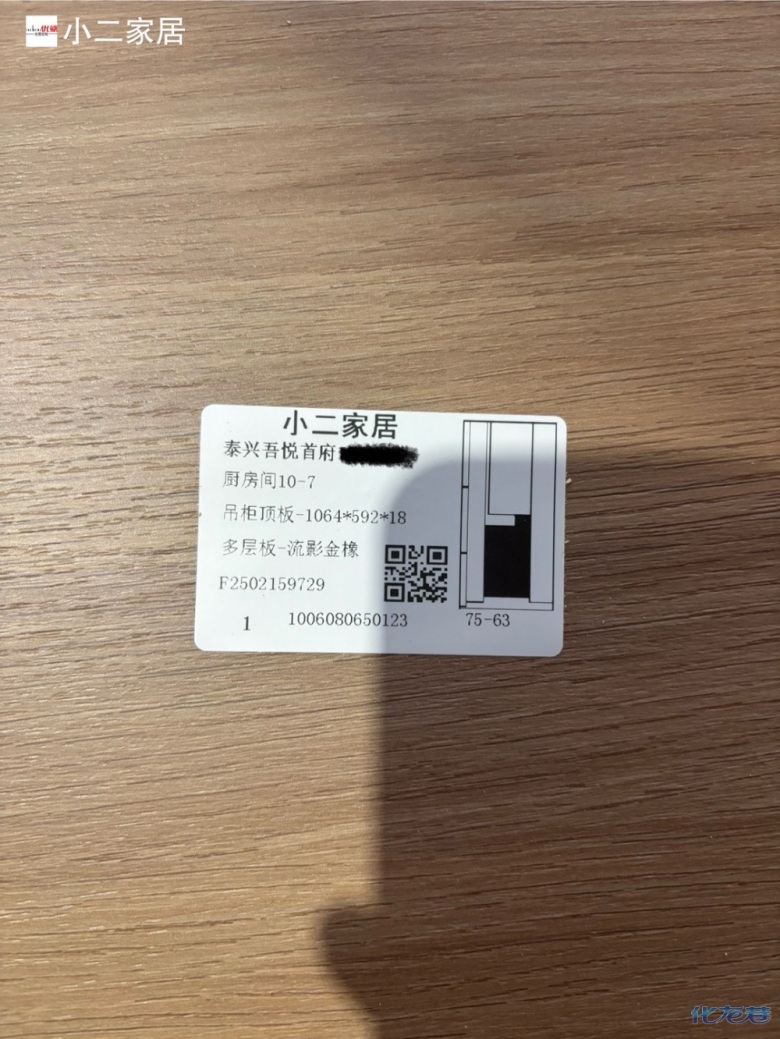 小二家居
小二家居
泰兴吾悦首府
厨房间10-7
吊柜顶板-1064*592*18
多层板-流影金橡
F2502159729
1 1006080650123 75-63
化龙巷